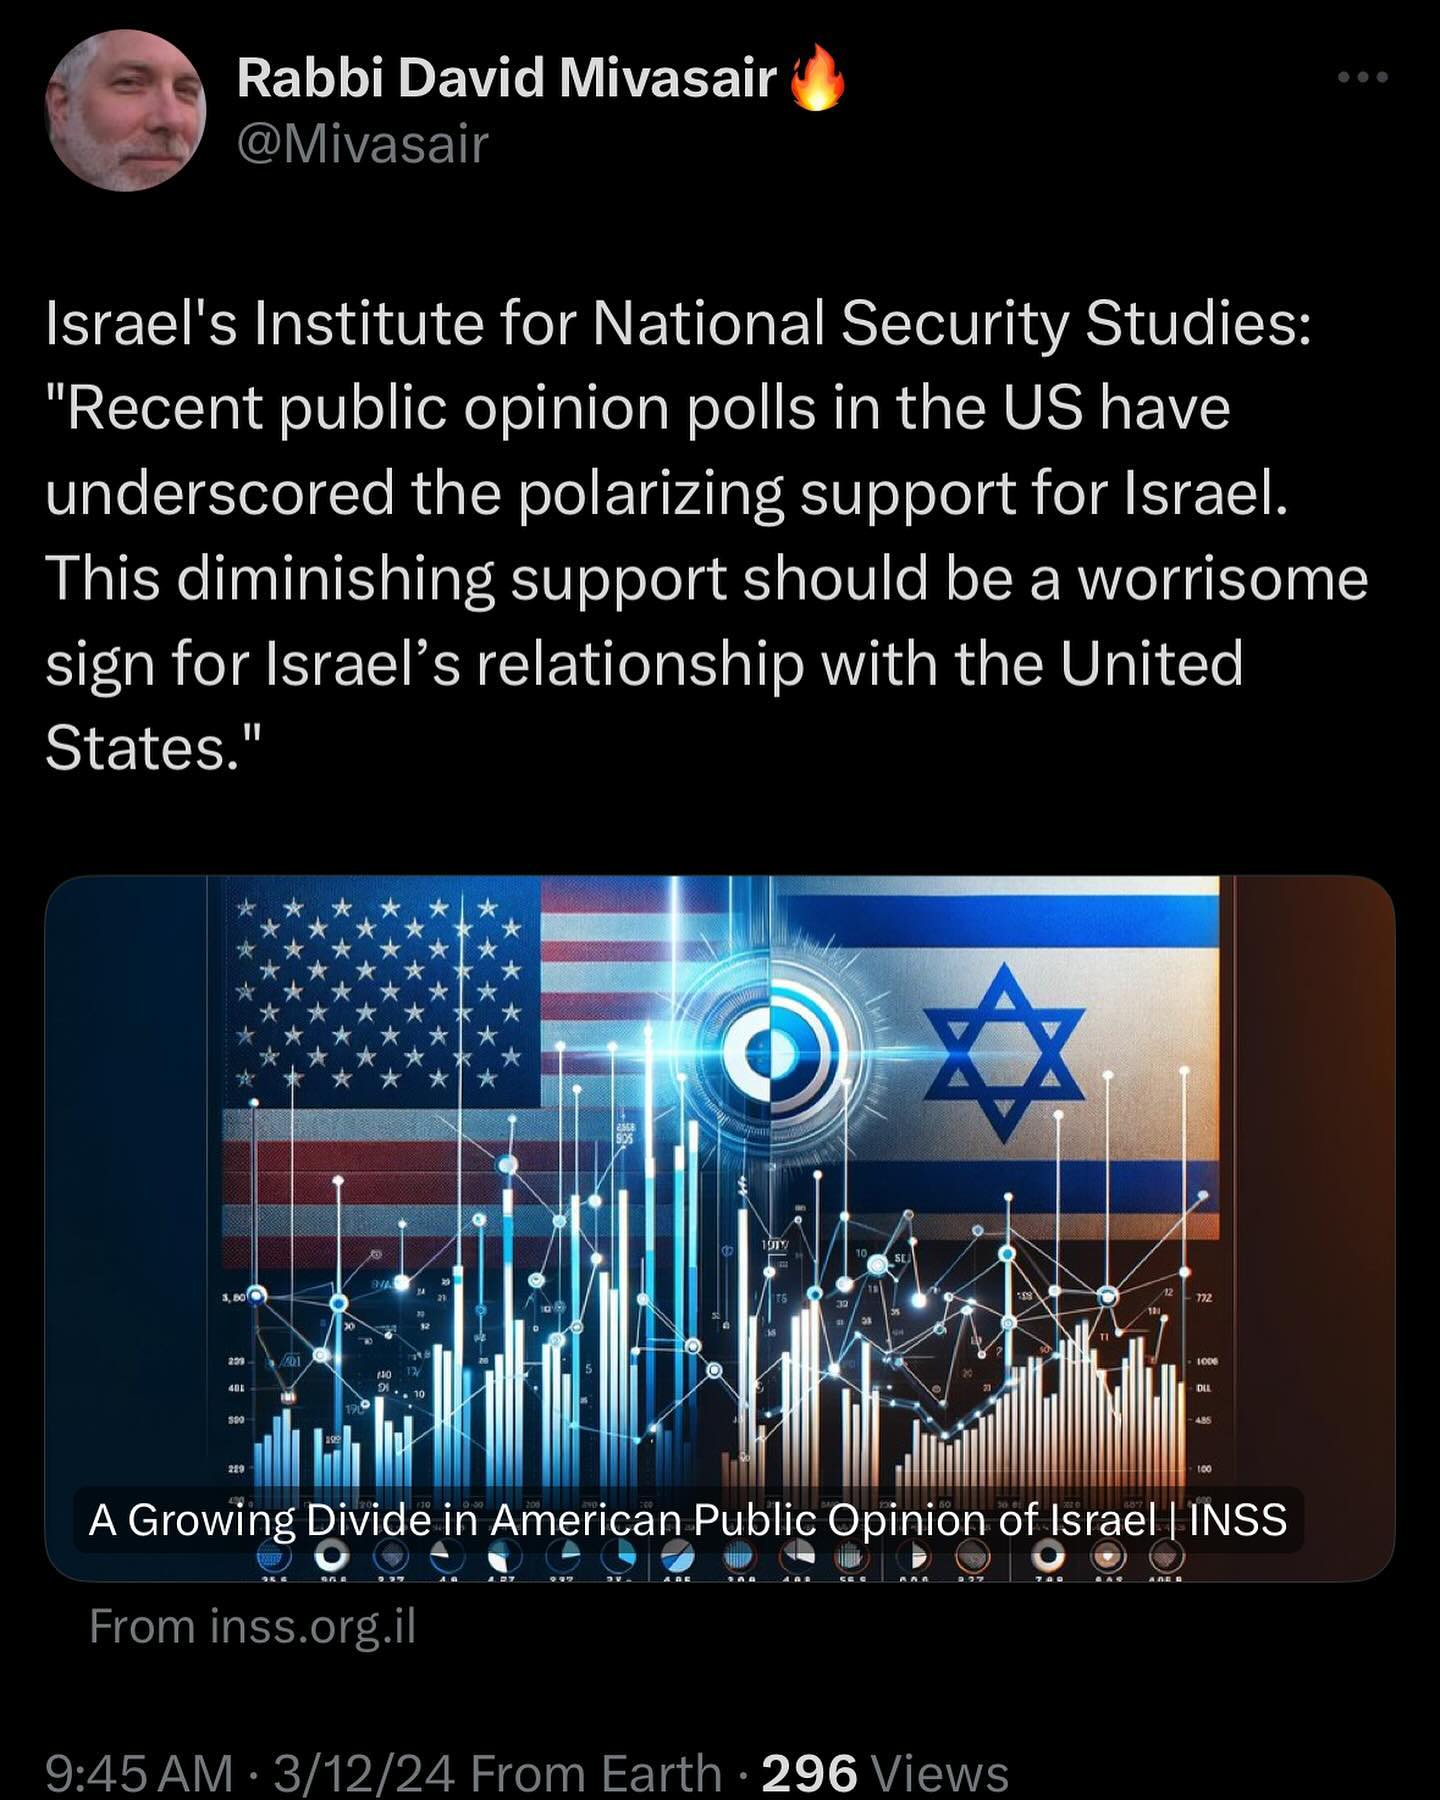 Rabbi David Mivasair🔥
@Mivasair
Israel's Institute for National Security Studies:
"Recent public opinion polls in the US have
underscored the polarizing support for Israel.
This diminishing support should be a worrisome
sign for Israel’s relationship with the United
States."
A Growing Divide in American Public Opinion of Israel | INSS
From inss.org.il
9:45 AM · 3/12/24 From Earth · 296 Views